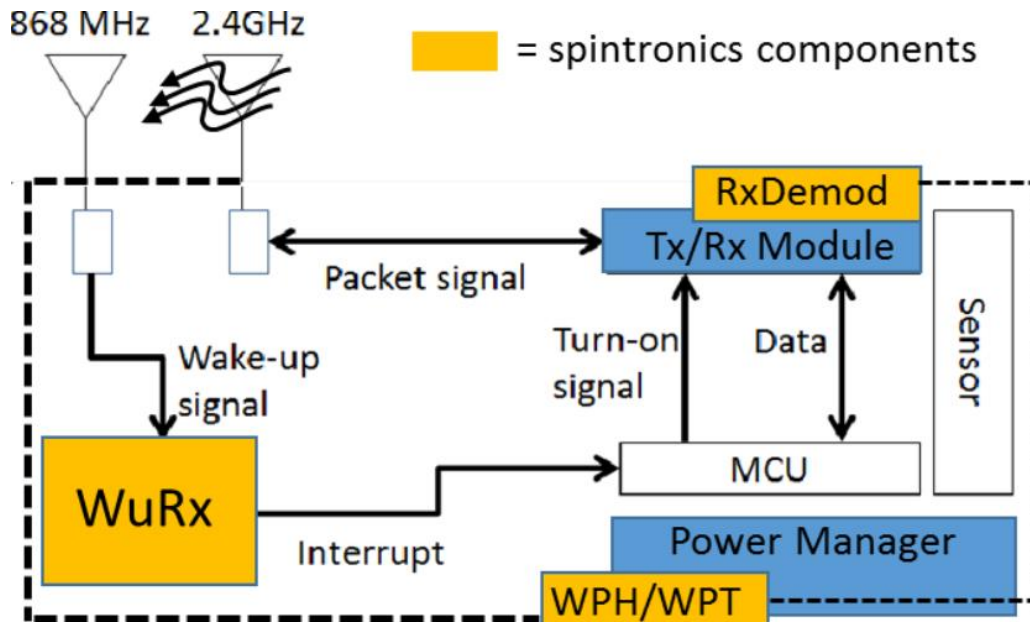 868 MHz
2.4GHz
= spintronics components
RxDemod
Tx/Rx Module
Packet signal
Wake-up
signal
Turn-on
signal
Data
Sensor
WuRx
MCU
Interrupt
Power Manager
WPH/WPT